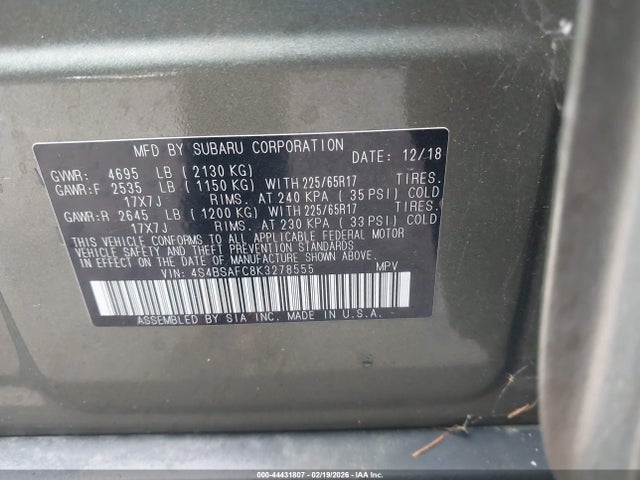 MFD BY SUBARU CORPORATION
GVWR: 4695 LB (2130 KG) DATE: 12/18
GAWR:F 2535 LB (1150 KG) WITH 225/65R17 TIRES.
17X7J RIMS. AT 240 KPA (35 PSI) COLD
GAWR:R 2645 LB (1200 KG) WITH 225/65R17 TIRES.
17X7J RIMS. AT 230 KPA (33 PSI) COLD
THIS VEHICLE CONFORMS TO ALL APPLICABLE FEDERAL MOTOR
VEHICLE SAFETY, BUMPER, AND THEFT PREVENTION STANDARDS
IN EFFECT ON THE DATE OF MANUFACTURE SHOWN ABOVE.
VIN: 4S4BSAFC8K3278555 MPV
ASSEMBLED BY SIA INC. MADE IN U.S.A.
000-44431807 - 02/19/2026 - IAAI.COM